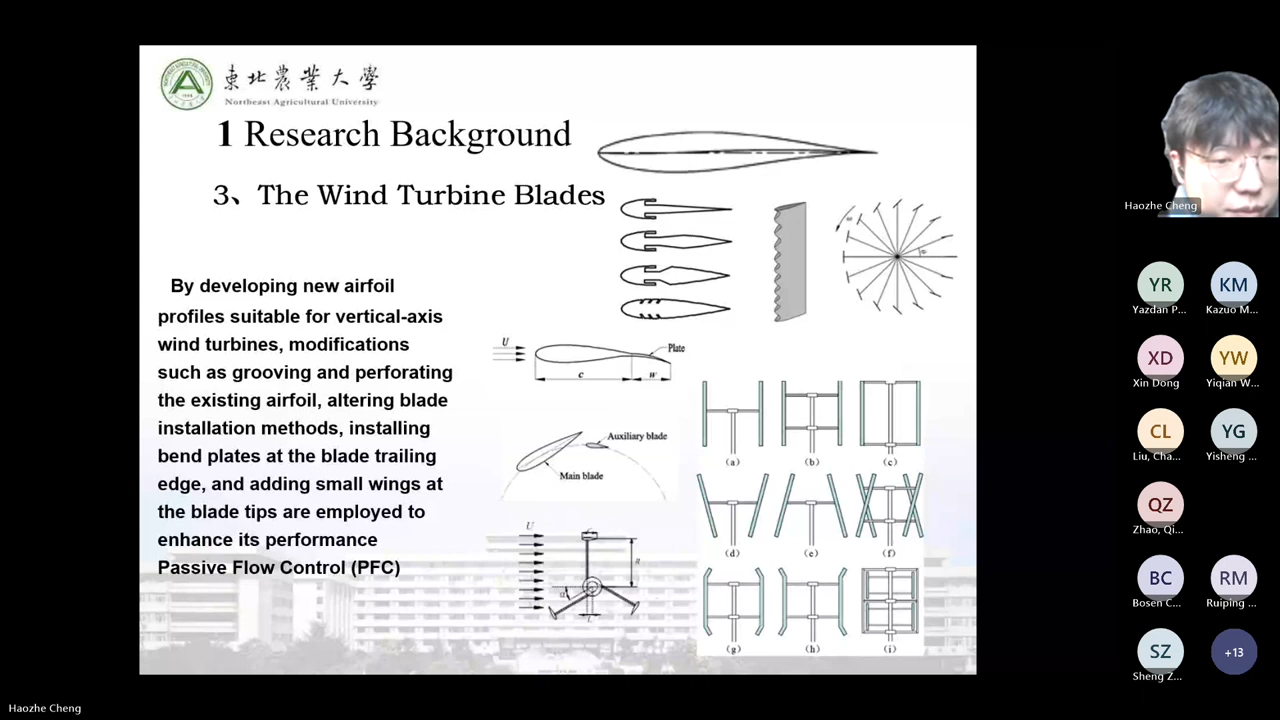 東北農業大學
Northeast Agricultural University
1 Research Background
3、The Wind Turbine Blades
By developing new airfoil
profiles suitable for vertical-axis
wind turbines, modifications
such as grooving and perforating
the existing airfoil, altering blade
installation methods, installing
bend plates at the blade trailing
edge, and adding small wings at
the blade tips are employed to
enhance its performance
Passive Flow Control (PFC)
U
Plate
c
w
Auxiliary blade
Main blade
U
(a)
(b)
(c)
(d)
(e)
(f)
(g)
(h)
(i)
Haozhe Cheng
YR
Yazdan P...
KM
Kazuo M...
XD
Xin Dong
YW
Yiqian W...
CL
Liu, Cha...
YG
Yisheng ...
QZ
Zhao, Qi...
BC
Bosen C...
RM
Ruiping ...
SZ
Sheng Z...
+13
Haozhe Cheng